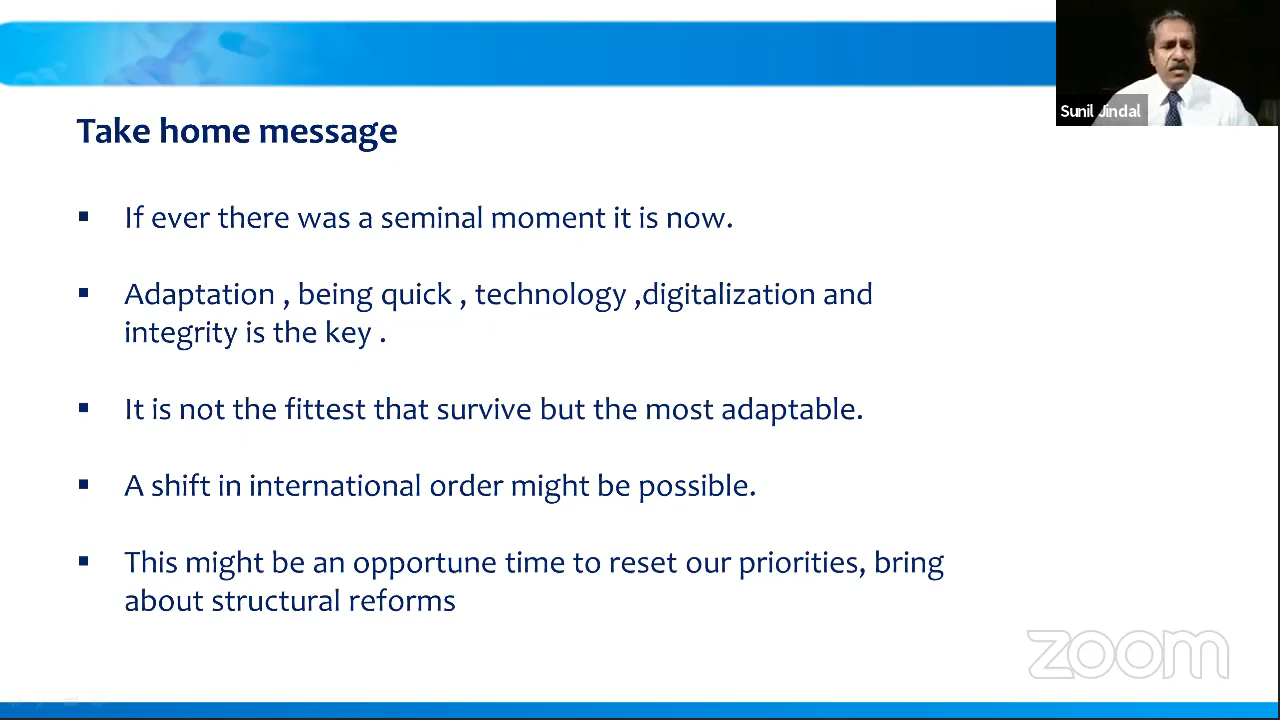 Sunil Jindal
Take home message
If ever there was a seminal moment it is now.
Adaptation , being quick , technology ,digitalization and
integrity is the key .
It is not the fittest that survive but the most adaptable.
A shift in international order might be possible.
This might be an opportune time to reset our priorities, bring
about structural reforms
zoom